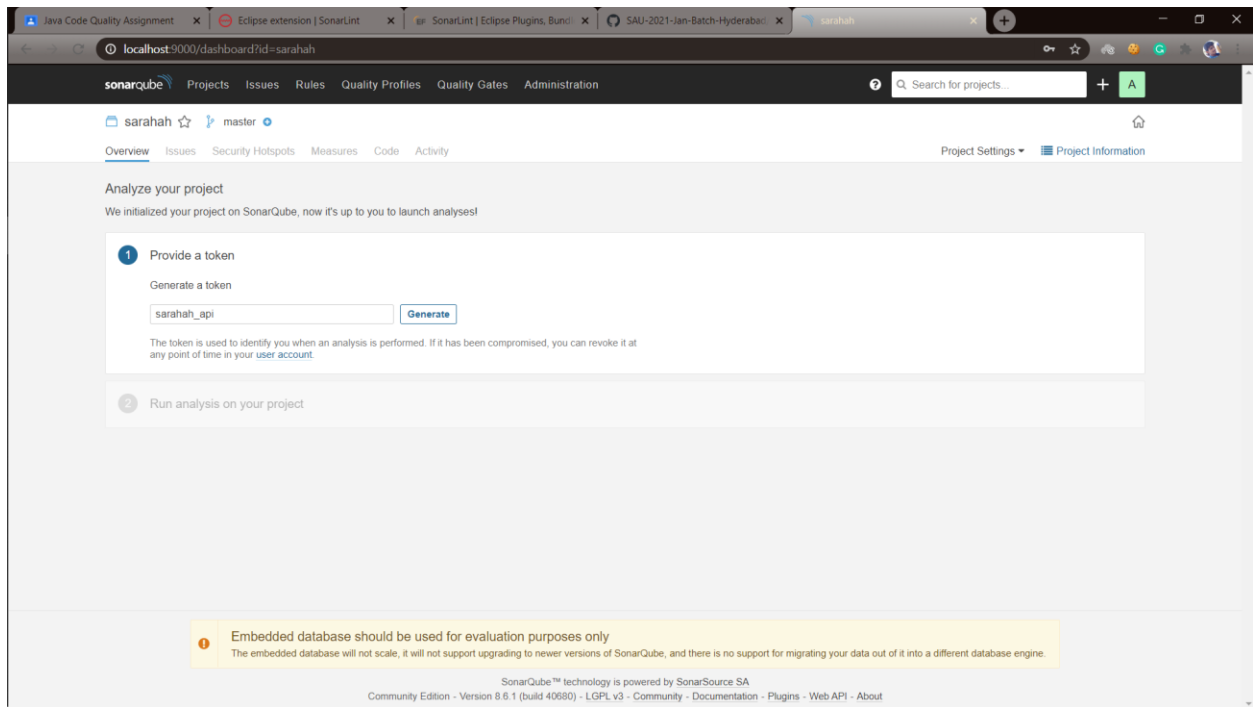 Java Code Quality Assignment
Eclipse extension | SonarLint
SonarLint | Eclipse Plugins, Bundl
SAU-2021-Jan-Batch-Hyderabad
sarahah
localhost:9000/dashboard?id=sarahah
sonarqube Projects Issues Rules Quality Profiles Quality Gates Administration
Search for projects...
A
sarahah master
Overview Issues Security Hotspots Measures Code Activity
Project Settings Project Information
Analyze your project
We initialized your project on SonarQube, now it's up to you to launch analyses!
1 Provide a token
Generate a token
sarahah_api Generate
The token is used to identify you when an analysis is performed. If it has been compromised, you can revoke it at
any point of time in your user account.
2 Run analysis on your project
Embedded database should be used for evaluation purposes only
The embedded database will not scale, it will not support upgrading to newer versions of SonarQube, and there is no support for migrating your data out of it into a different database engine.
SonarQube™ technology is powered by SonarSource SA
Community Edition - Version 8.6.1 (build 40680) - LGPL v3 - Community - Documentation - Plugins - Web API - About